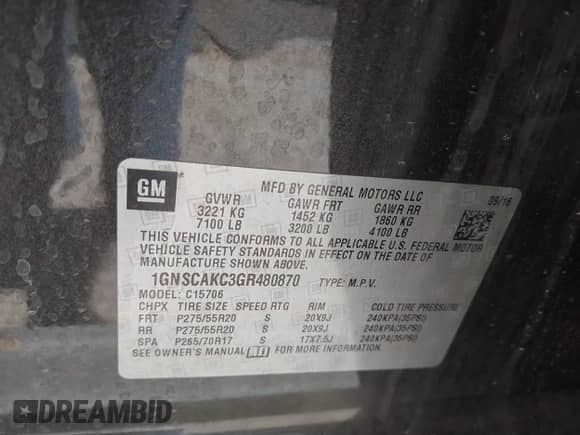 GM
MFD BY GENERAL MOTORS LLC
GVWR GAWR FRT GAWR RR 09/16
3221 KG 1452 KG 1860 KG
7100 LB 3200 LB 4100 LB
THIS VEHICLE CONFORMS TO ALL APPLICABLE U.S. FEDERAL MOTOR
VEHICLE SAFETY STANDARDS IN EFFECT ON THE DATE OF
MANUFACTURE SHOWN ABOVE.
1GNSCAKC3GR480870 TYPE: M.P.V.
MODEL: C15706
CHPX TIRE SIZE SPEED RTG RIM COLD TIRE PRESSURE
FRT P275/55R20 S 20X9J 240KPA(35PSI)
RR P275/55R20 S 20X9J 240KPA(35PSI)
SPA P265/70R17 S 17X7.5J 240KPA(35PSI)
SEE OWNER'S MANUAL FOR MORE INFORMATION.
DREAMBID